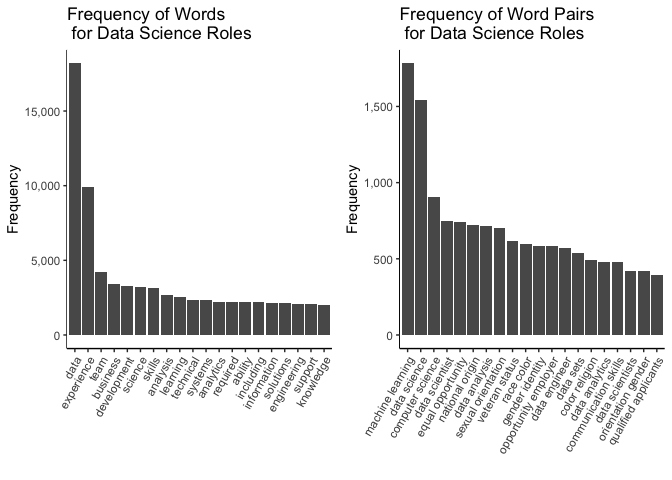 Frequency of Words
for Data Science Roles
Frequency
15,000
10,000
5,000
0
data
experience
team
business
development
science
skills
analysis
learning
technical
systems
analytics
required
ability
including
information
solutions
engineering
support
knowledge
Frequency of Word Pairs
for Data Science Roles
Frequency
1,500
1,000
500
0
machine learning
data science
computer science
data scientist
equal opportunity
national origin
data analysis
sexual orientation
veteran status
race color
gender identity
opportunity employer
data engineer
data sets
color religion
data analytics
communication skills
data scientists
orientation gender
qualified applicants